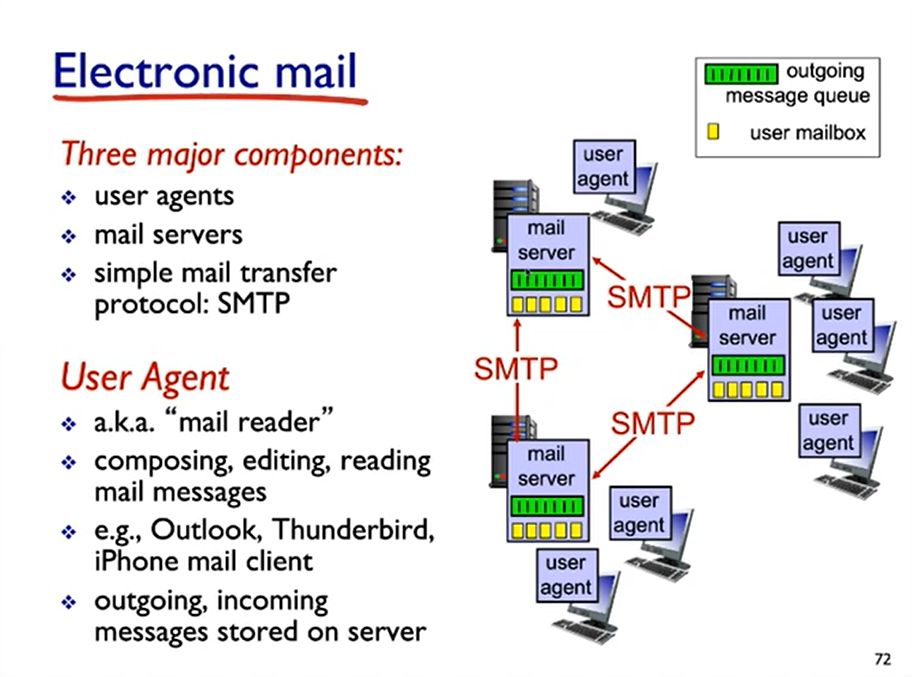 Electronic mail
Three major components:
❖ user agents
❖ mail servers
❖ simple mail transfer
protocol: SMTP
User Agent
❖ a.k.a. “mail reader”
❖ composing, editing, reading
mail messages
❖ e.g., Outlook, Thunderbird,
iPhone mail client
❖ outgoing, incoming
messages stored on server
outgoing
message queue
user mailbox
user
agent
mail
server
SMTP
user
agent
mail
server
user
agent
SMTP
SMTP
user
agent
mail
server
user
agent
user
agent
72